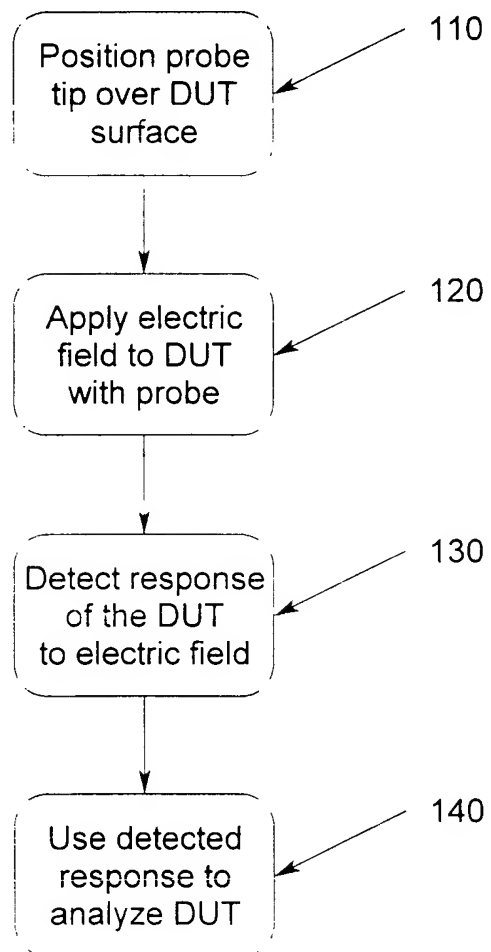 Position probe
tip over DUT
surface
110
Apply electric
field to DUT
with probe
120
Detect response
of the DUT
to electric field
130
Use detected
response to
analyze DUT
140